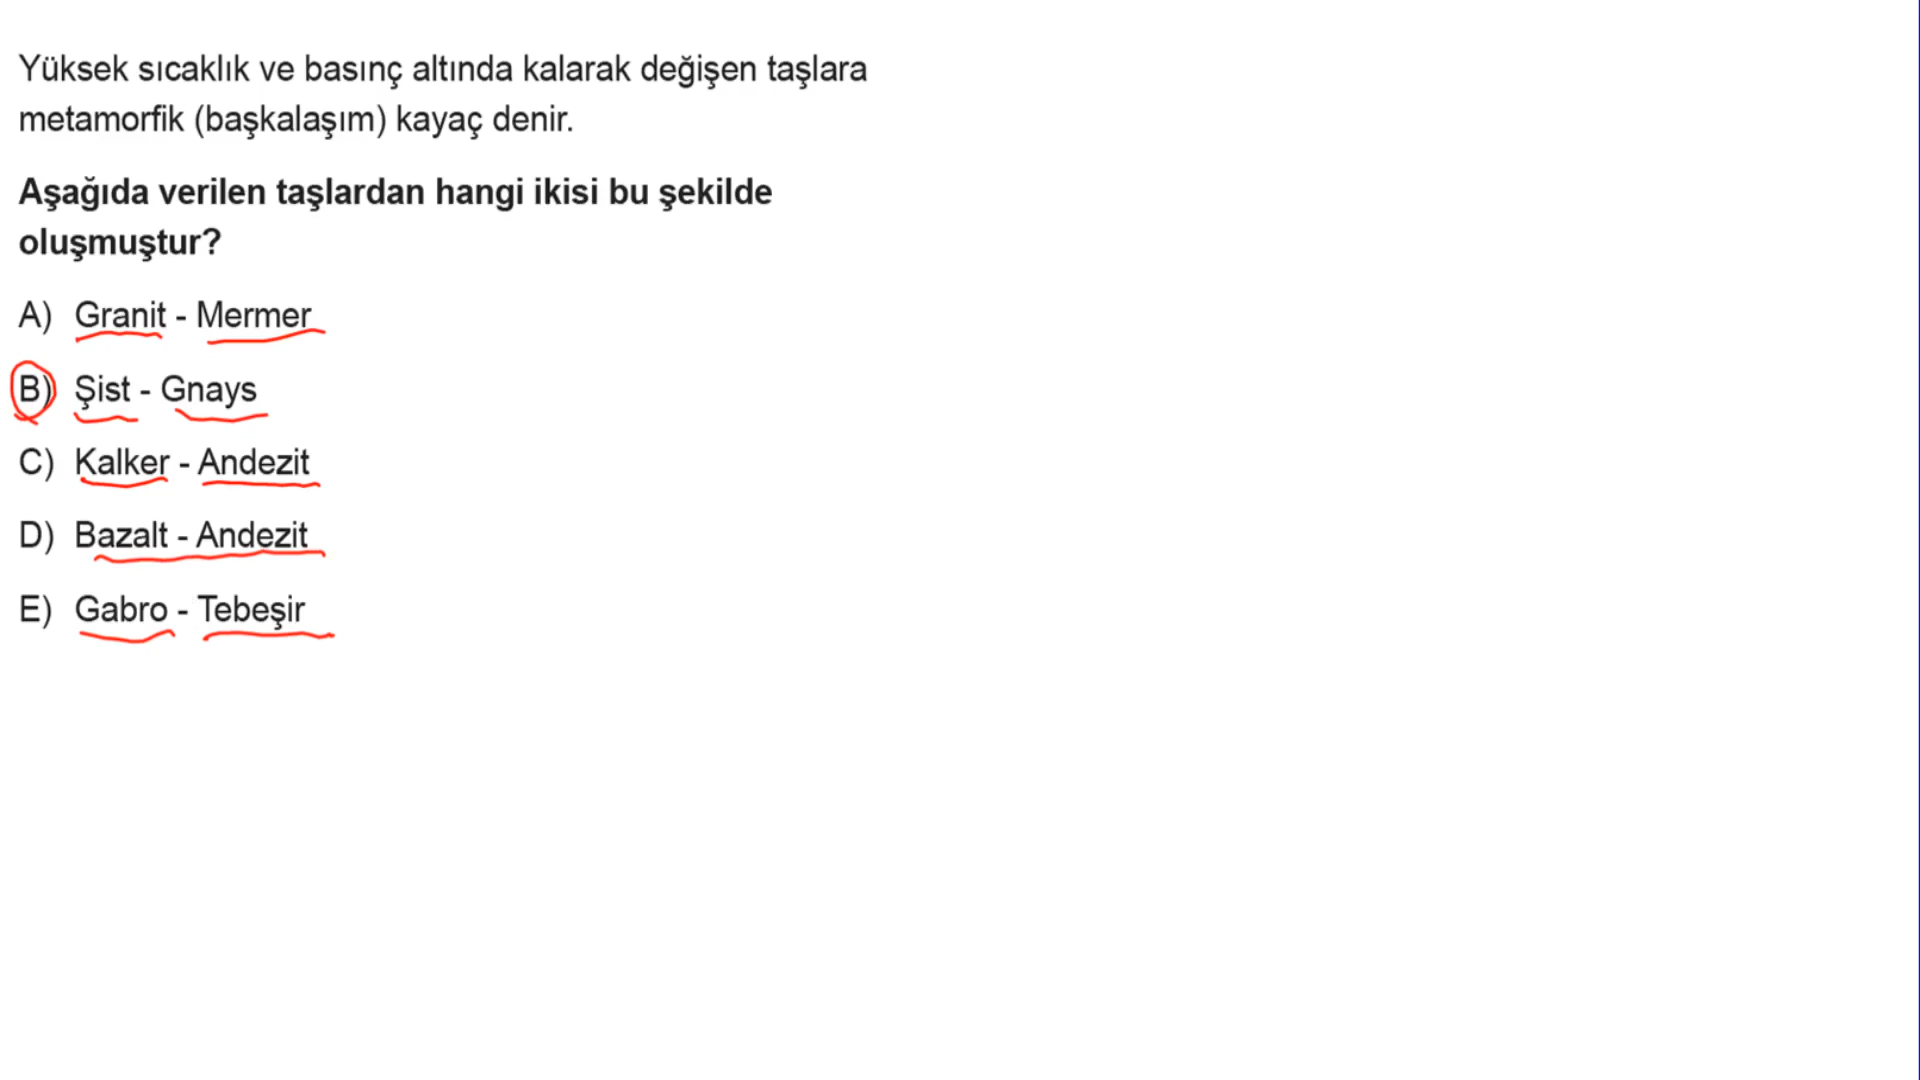 Yüksek sıcaklık ve basınç altında kalarak değişen taşlara
metamorfik (başkalaşım) kayaç denir.
Aşağıda verilen taşlardan hangi ikisi bu şekilde
oluşmuştur?
A) Granit - Mermer
B) Şist - Gnays
C) Kalker - Andezit
D) Bazalt - Andezit
E) Gabro - Tebeşir